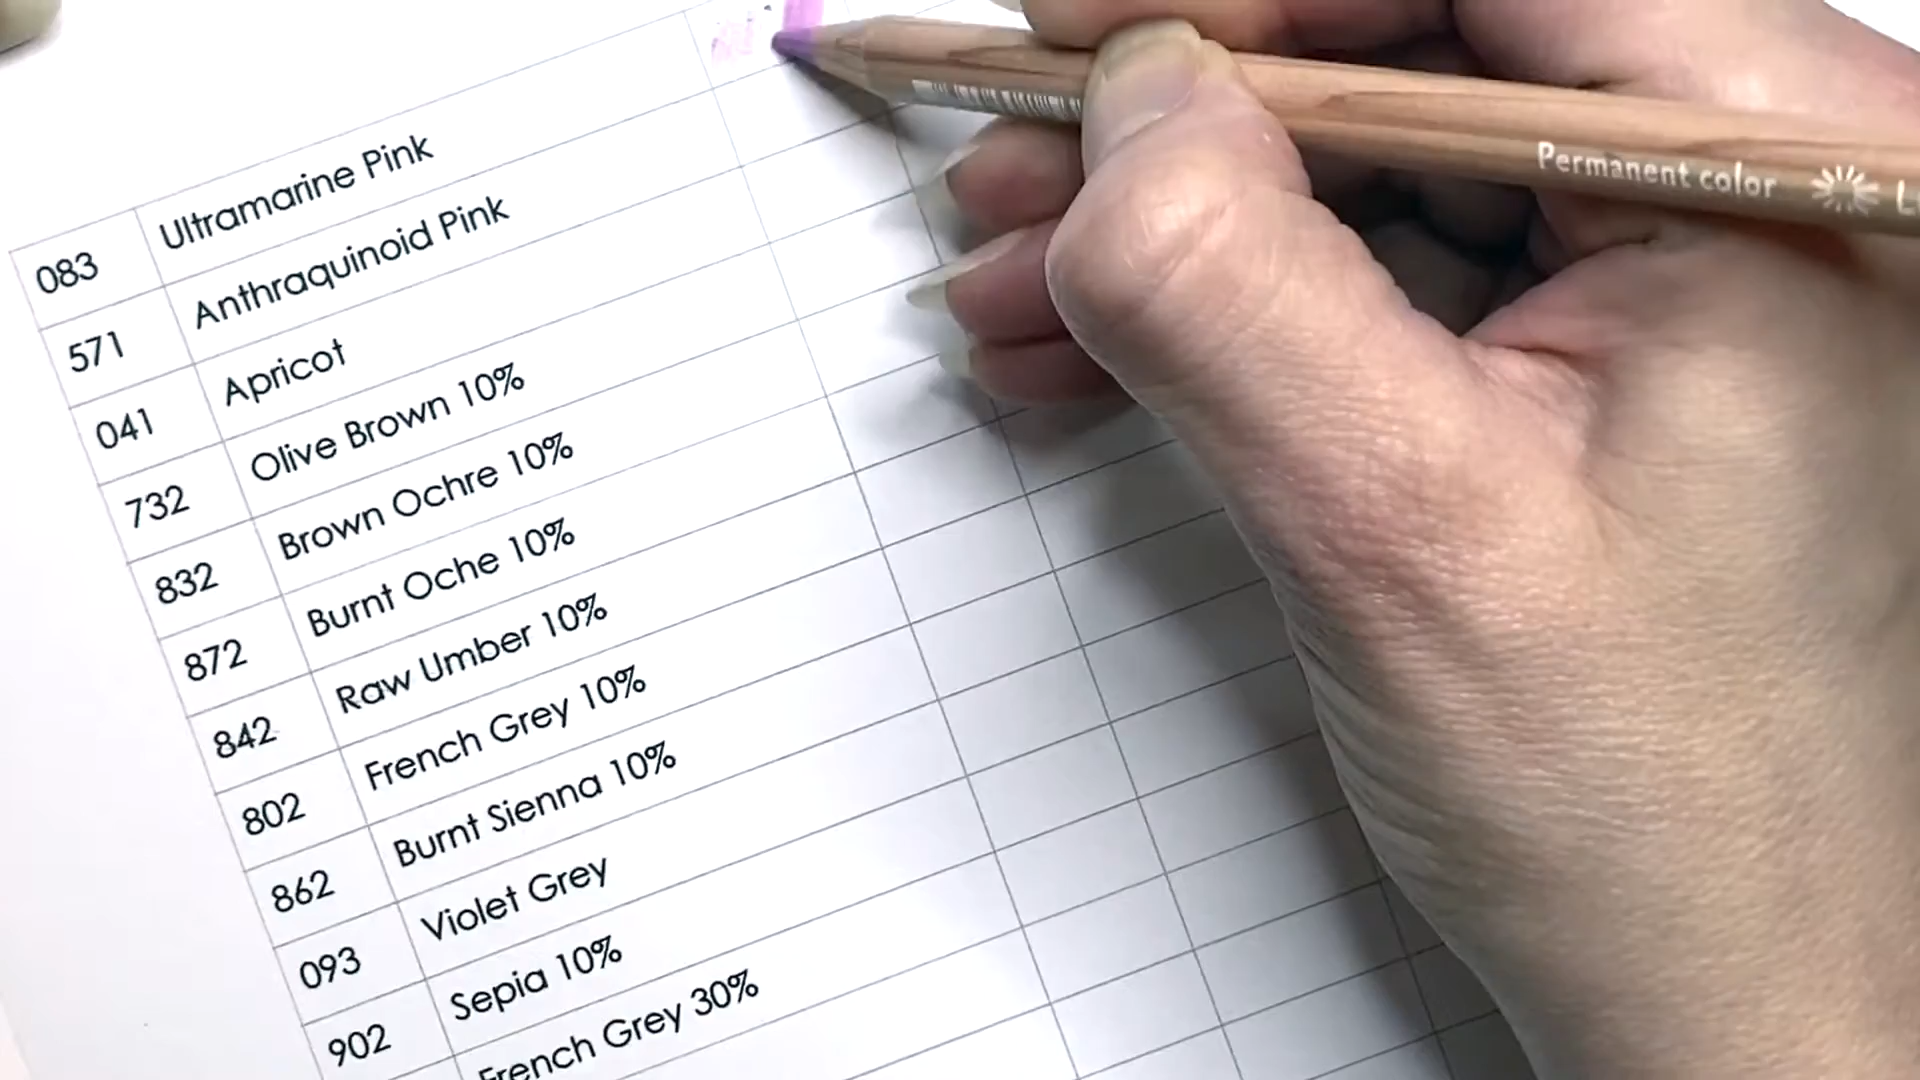 083 Ultramarine Pink
571 Anthraquinoid Pink
041 Apricot
732 Olive Brown 10%
832 Brown Ochre 10%
872 Burnt Oche 10%
842 Raw Umber 10%
802 French Grey 10%
862 Burnt Sienna 10%
093 Violet Grey
902 Sepia 10%
French Grey 30%
Permanent color